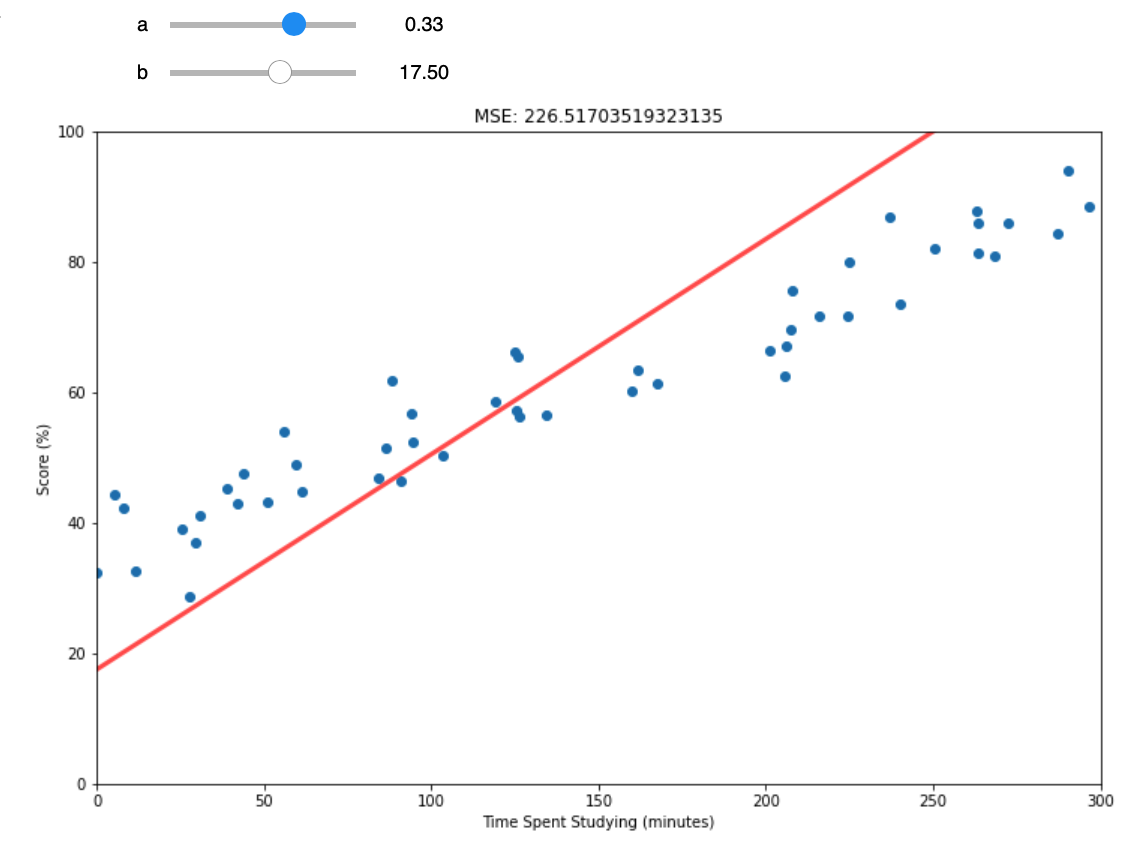 a 0.33
b 17.50
MSE: 226.51703519323135
100
80
60
40
20
0
Score (%)
0 50 100 150 200 250 300
Time Spent Studying (minutes)